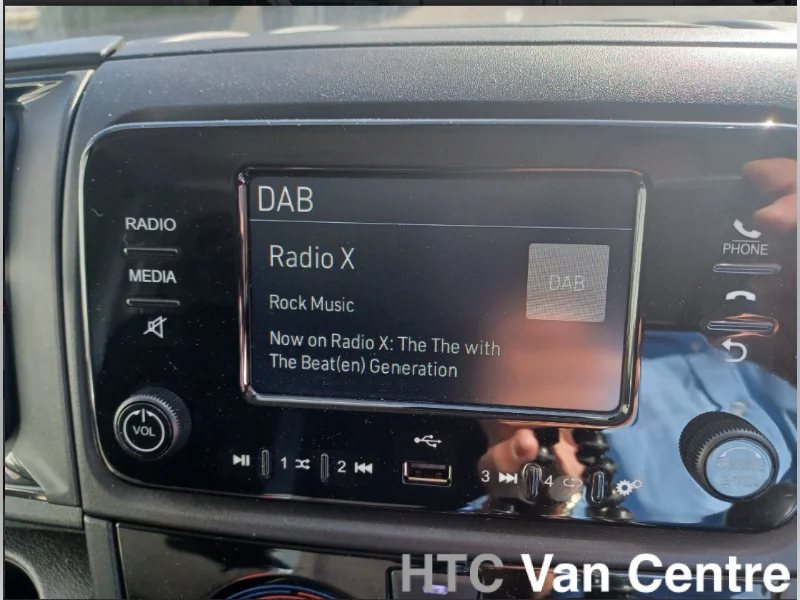 DAB
Radio X
Rock Music
Now on Radio X: The The with
The Beat(en) Generation
DAB
RADIO
MEDIA
VOL
PHONE
1
2
3
4
HTC Van Centre